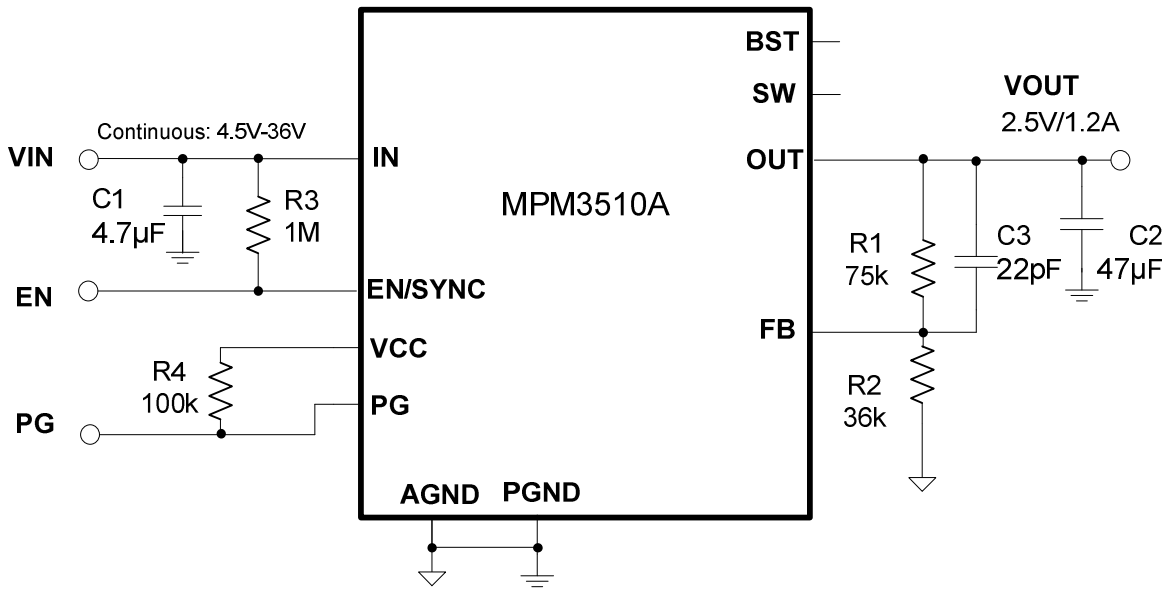 BST
SW
VOUT
2.5V/1.2A
Continuous: 4.5V-36V
VIN
IN
OUT
MPM3510A
C1
4.7µF
R3
1M
R1
75k
C3
22pF
C2
47µF
EN
EN/SYNC
FB
VCC
R4
100k
R2
36k
PG
PG
AGND
PGND